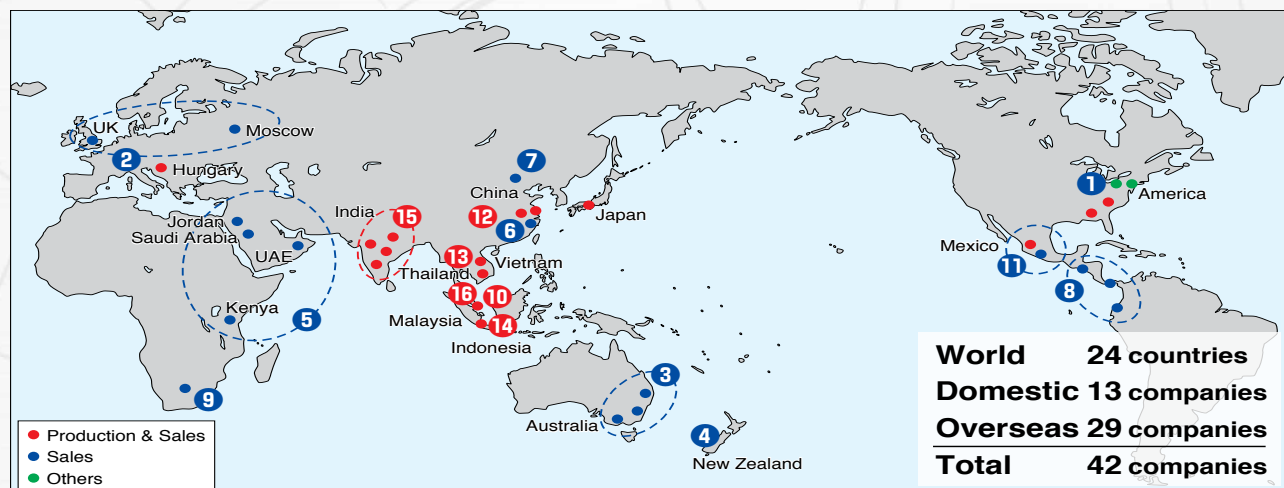 UK
Moscow
2
Hungary
7
China
Jordan
Saudi Arabia
UAE
India
15
12
6
Japan
1
America
Mexico
11
8
13
Vietnam
Thailand
16
10
Malaysia
14
Indonesia
Kenya
5
9
3
Australia
4
New Zealand
World 24 countries
Domestic 13 companies
Overseas 29 companies
Total 42 companies
Production & Sales
Sales
Others